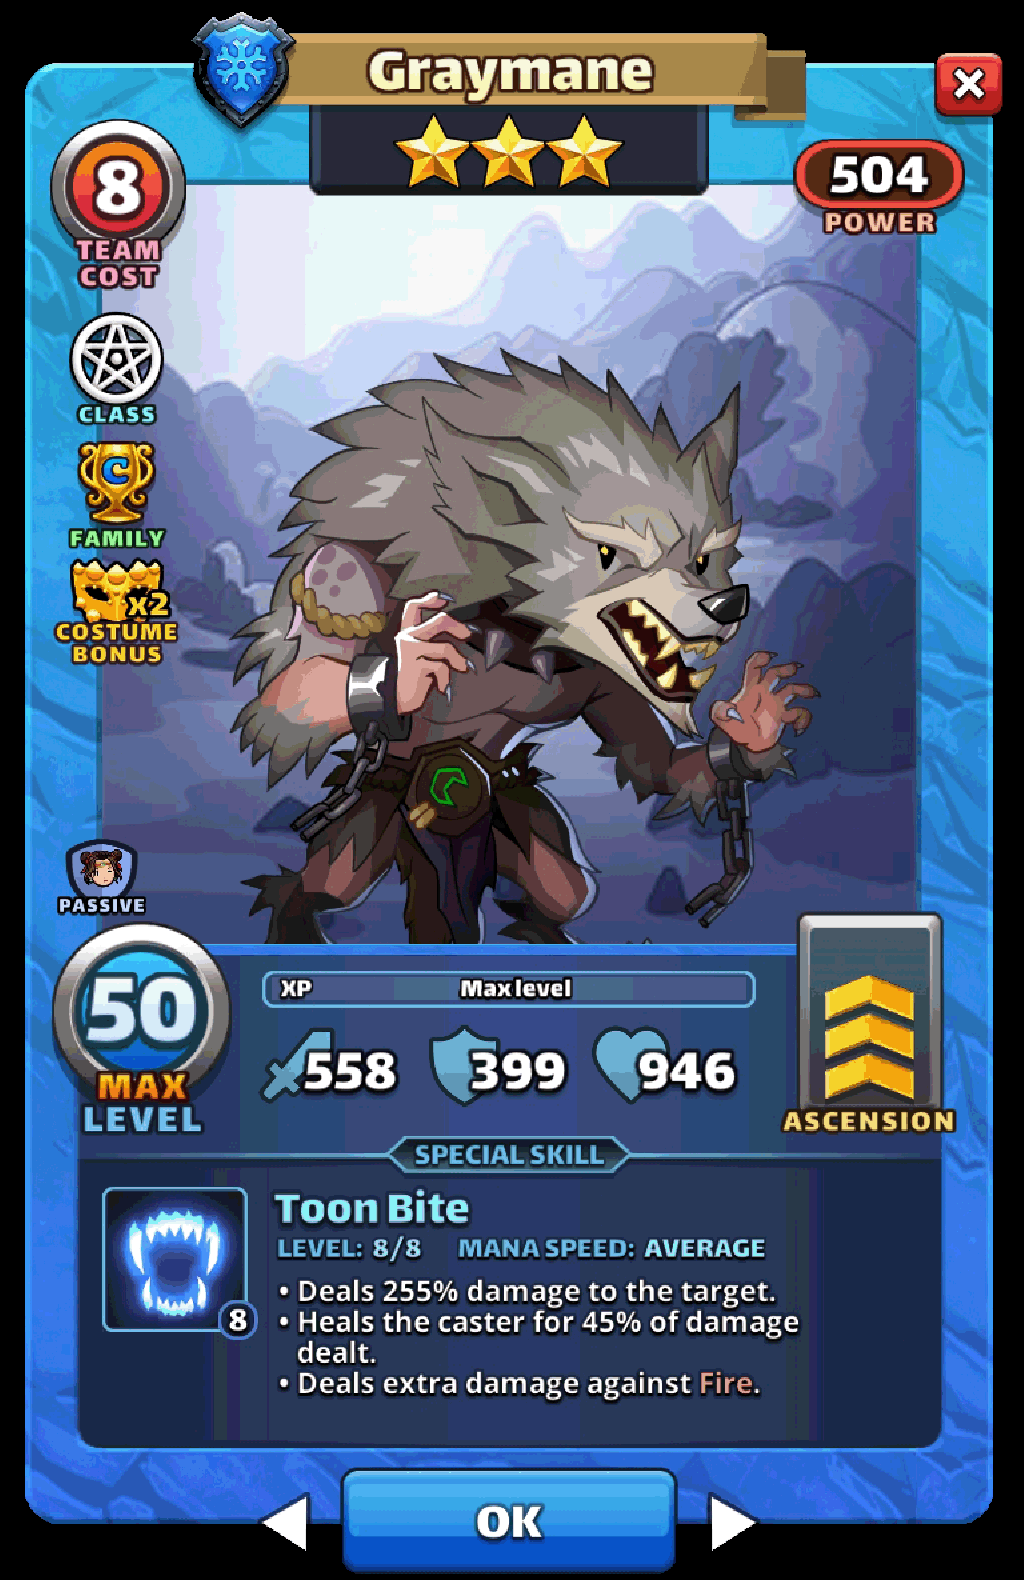 Graymane
8
TEAM
COST
504
POWER
CLASS
C
FAMILY
x2
COSTUME
BONUS
PASSIVE
50
MAX
LEVEL
XP Max level
558 399 946
ASCENSION
SPECIAL SKILL
Toon Bite
LEVEL: 8/8 MANA SPEED: AVERAGE
8
• Deals 255% damage to the target.
• Heals the caster for 45% of damage
dealt.
• Deals extra damage against Fire.
OK